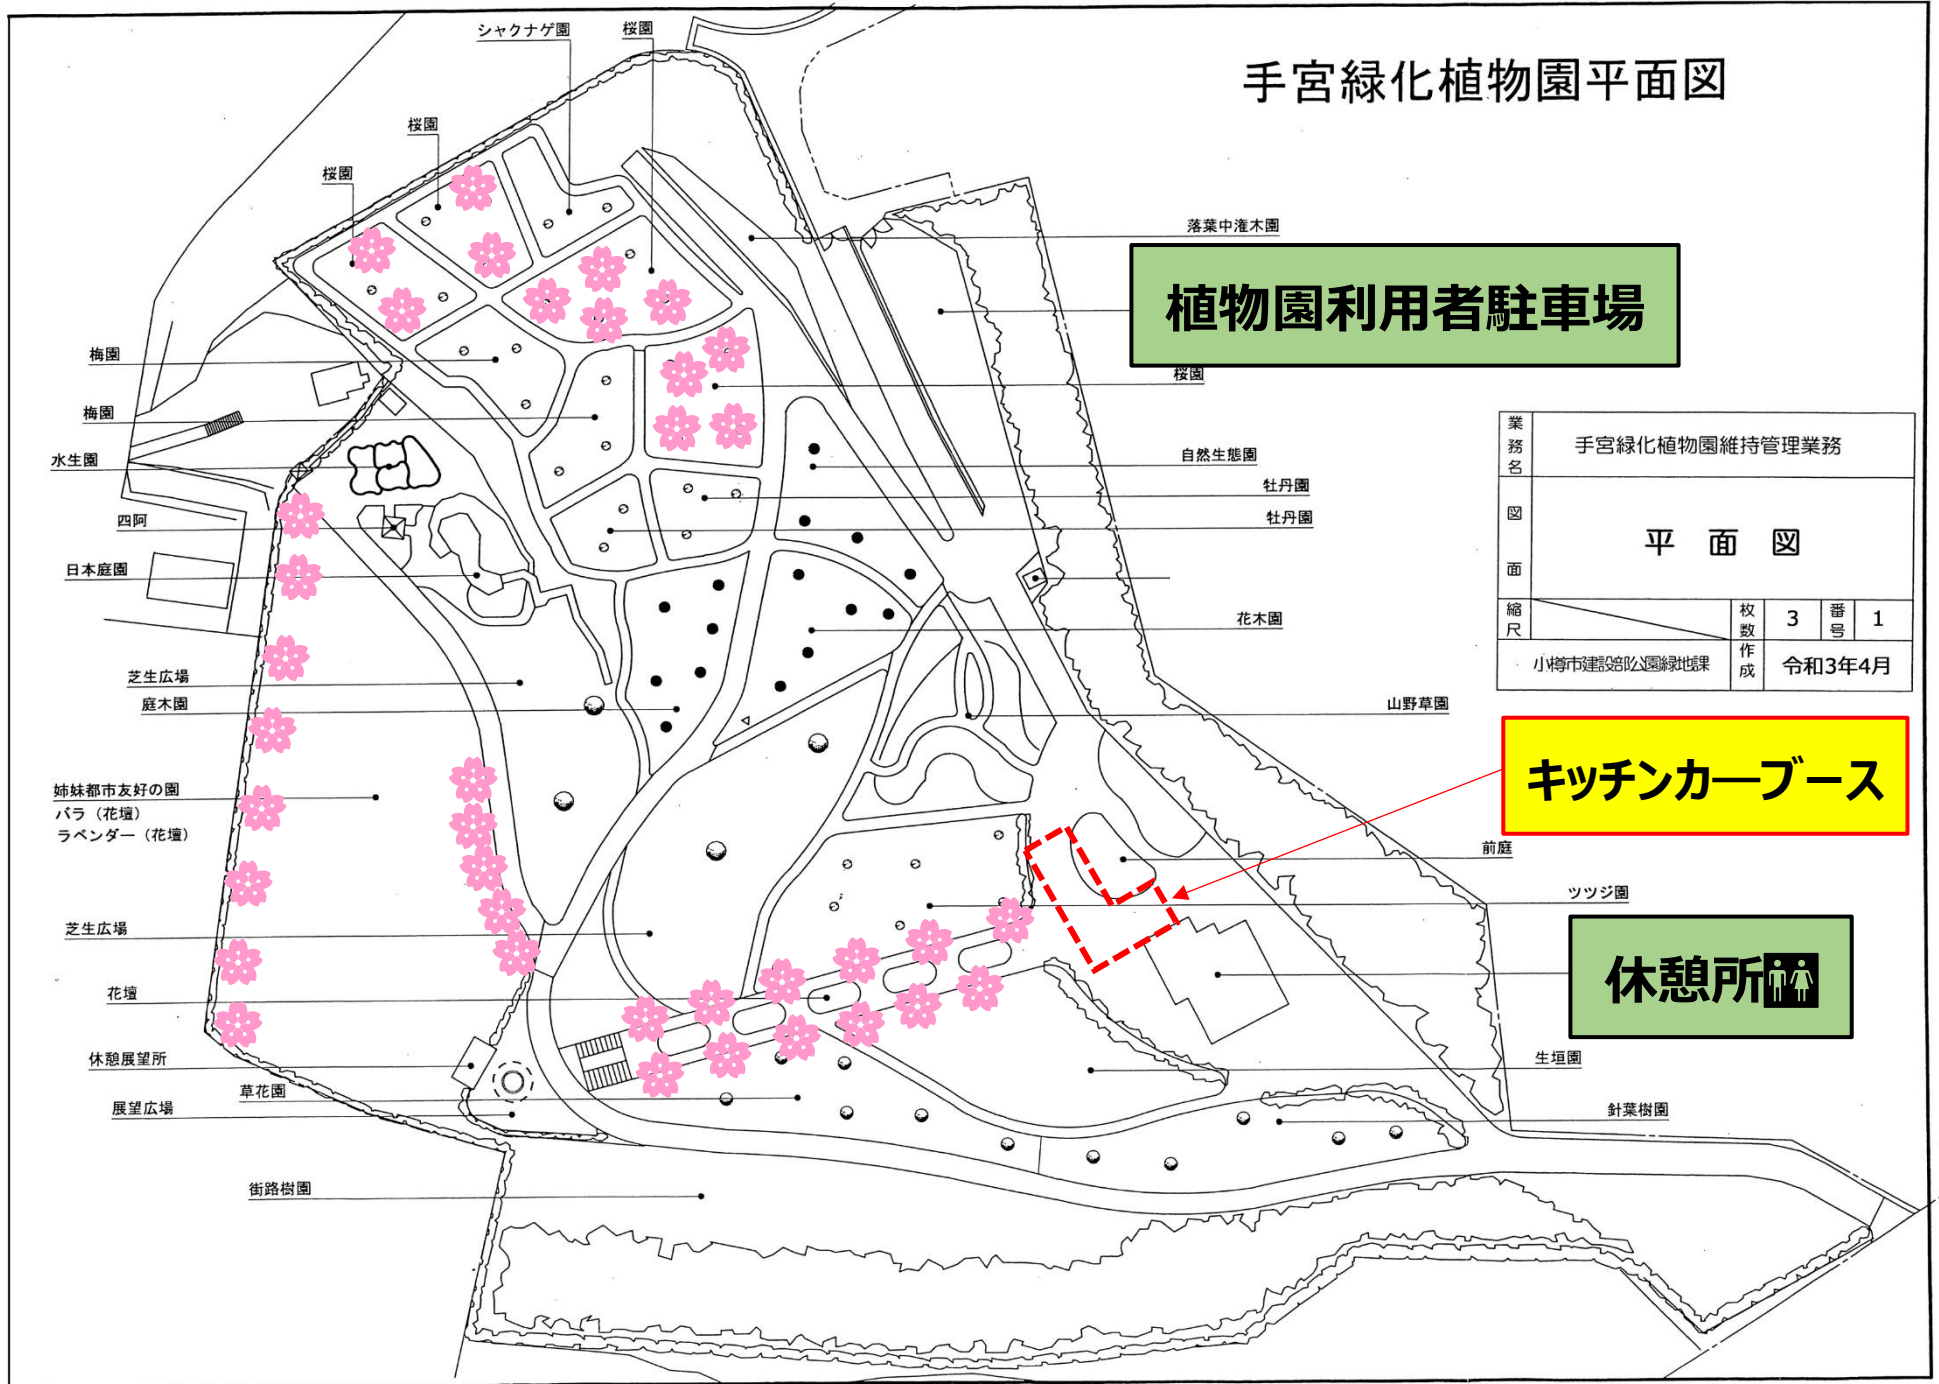 手宮緑化植物園平面図
シャクナゲ園
桜園
桜園
桜園
落葉中潅木園
植物園利用者駐車場
桜園
梅園
梅園
水生園
四阿
日本庭園
自然生態園
牡丹園
牡丹園
花木園
芝生広場
庭木園
山野草園
姉妹都市友好の園
バラ（花壇）
ラベンダー（花壇）
キッチンカーブース
前庭
ツツジ園
芝生広場
休憩所
花壇
休憩展望所
草花園
展望広場
生垣園
針葉樹園
街路樹園
業務名
手宮緑化植物園維持管理業務
図面
平面図
縮尺
枚数
3
番号
1
小樽市建設部公園緑地課
作成
令和3年4月